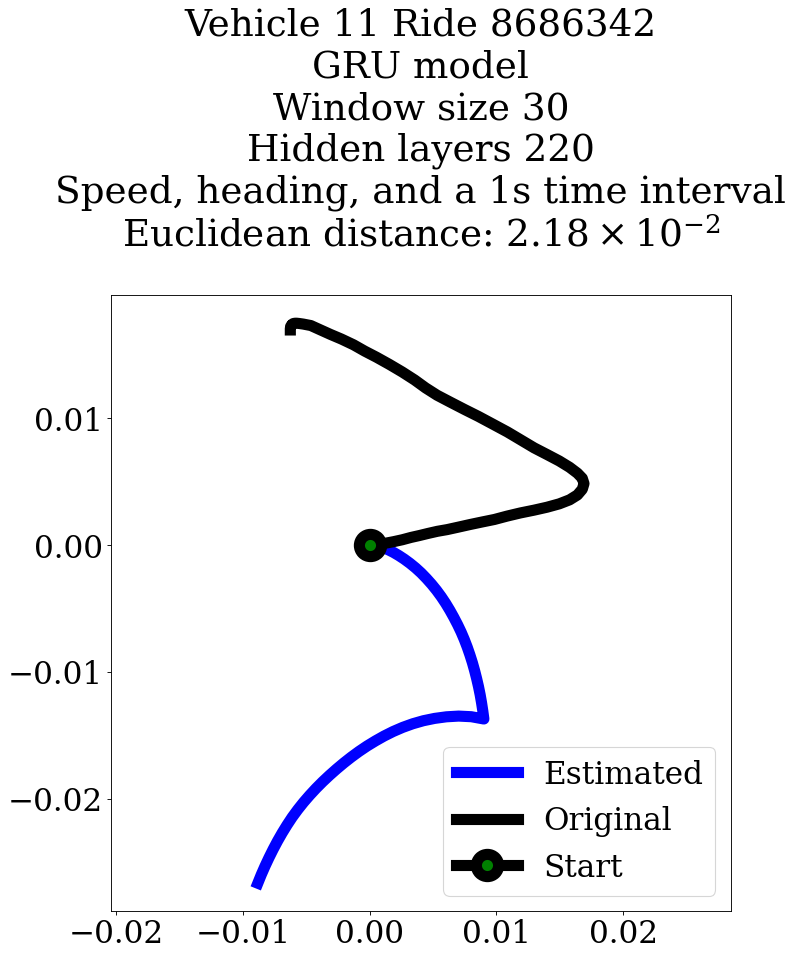 Vehicle 11 Ride 8686342
GRU model
Window size 30
Hidden layers 220
Speed, heading, and a 1s time interval
Euclidean distance: 2.18 × 10⁻²
0.01
0.00
−0.01
−0.02
Estimated
Original
Start
−0.02 −0.01 0.00 0.01 0.02